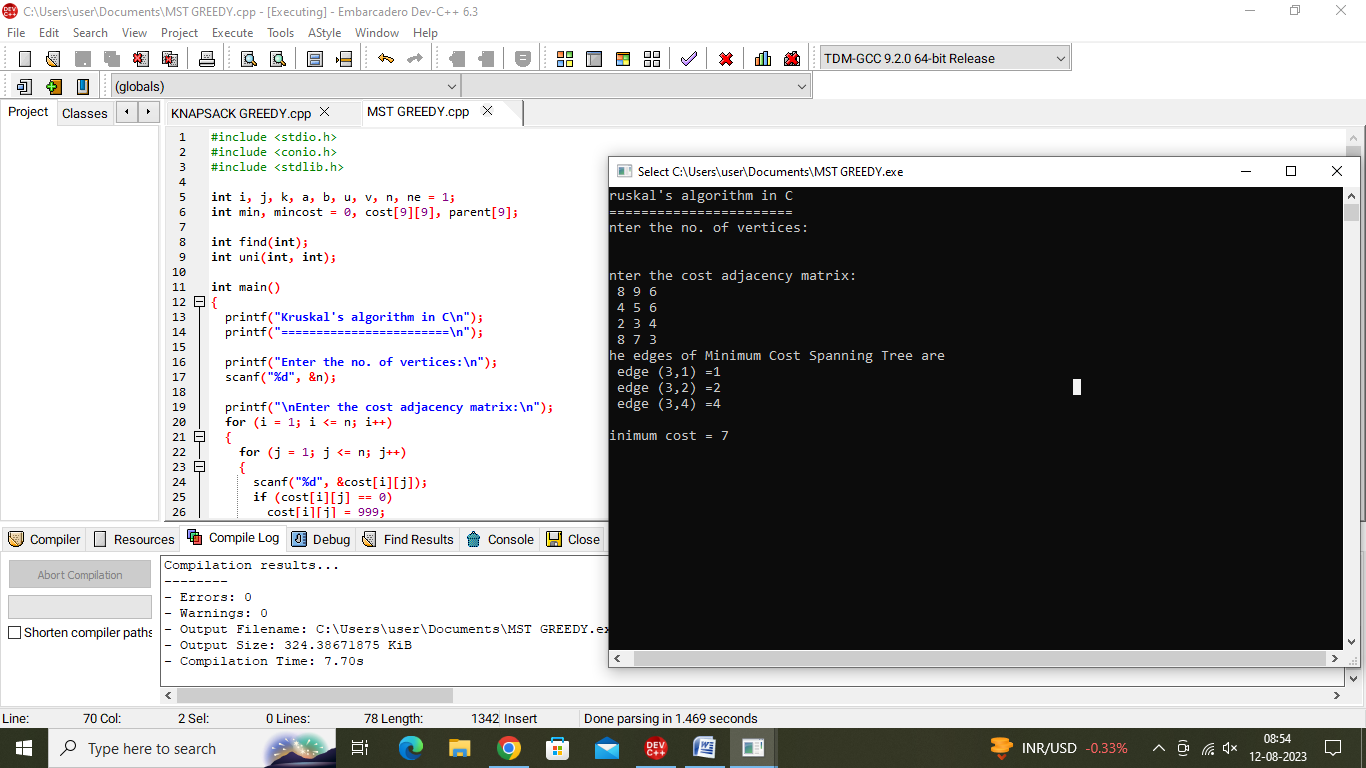 C:\Users\user\Documents\MST GREEDY.cpp - [Executing] - Embarcadero Dev-C++ 6.3
File Edit Search View Project Execute Tools AStyle Window Help
TDM-GCC 9.2.0 64-bit Release
(globals)
Project Classes
KNAPSACK GREEDY.cpp MST GREEDY.cpp
1 #include <stdio.h>
2 #include <conio.h>
3 #include <stdlib.h>
4
5 int i, j, k, a, b, u, v, n, ne = 1;
6 int min, mincost = 0, cost[9][9], parent[9];
7
8 int find(int);
9 int uni(int, int);
10
11 int main()
12 {
13 printf("Kruskal's algorithm in C\n");
14 printf("========================\n");
15
16 printf("Enter the no. of vertices:\n");
17 scanf("%d", &n);
18
19 printf("\nEnter the cost adjacency matrix:\n");
20 for (i = 1; i <= n; i++)
21 {
22 for (j = 1; j <= n; j++)
23 {
24 scanf("%d", &cost[i][j]);
25 if (cost[i][j] == 0)
26 cost[i][j] = 999;
Select C:\Users\user\Documents\MST GREEDY.exe
ruskal's algorithm in C
=======================
nter the no. of vertices:
nter the cost adjacency matrix:
8 9 6
4 5 6
2 3 4
8 7 3
he edges of Minimum Cost Spanning Tree are
edge (3,1) =1
edge (3,2) =2
edge (3,4) =4
inimum cost = 7
Compiler Resources Compile Log Debug Find Results Console Close
Abort Compilation
Shorten compiler paths
Compilation results...
--------
- Errors: 0
- Warnings: 0
- Output Filename: C:\Users\user\Documents\MST GREEDY.ex
- Output Size: 324.38671875 KiB
- Compilation Time: 7.70s
Line: 70 Col: 2 Sel: 0 Lines: 78 Length: 1342 Insert Done parsing in 1.469 seconds
Type here to search
DEV C++
INR/USD -0.33%
08:54
12-08-2023